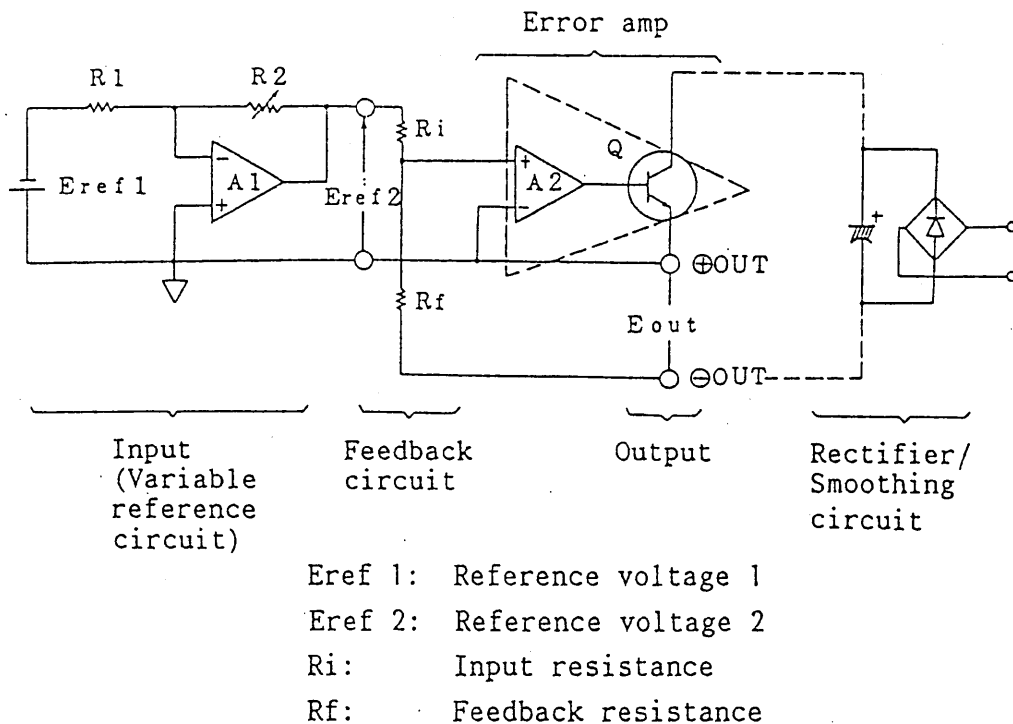 Error amp
R1
R2
Ri
Q
-
A1
+
+
A2
-
Eref1
Eref2
+
⊕OUT
Rf
Eout
⊖OUT
Input
(Variable
reference
circuit)
Feedback
circuit
Output
Rectifier/
Smoothing
circuit
Eref 1: Reference voltage 1
Eref 2: Reference voltage 2
Ri: Input resistance
Rf: Feedback resistance